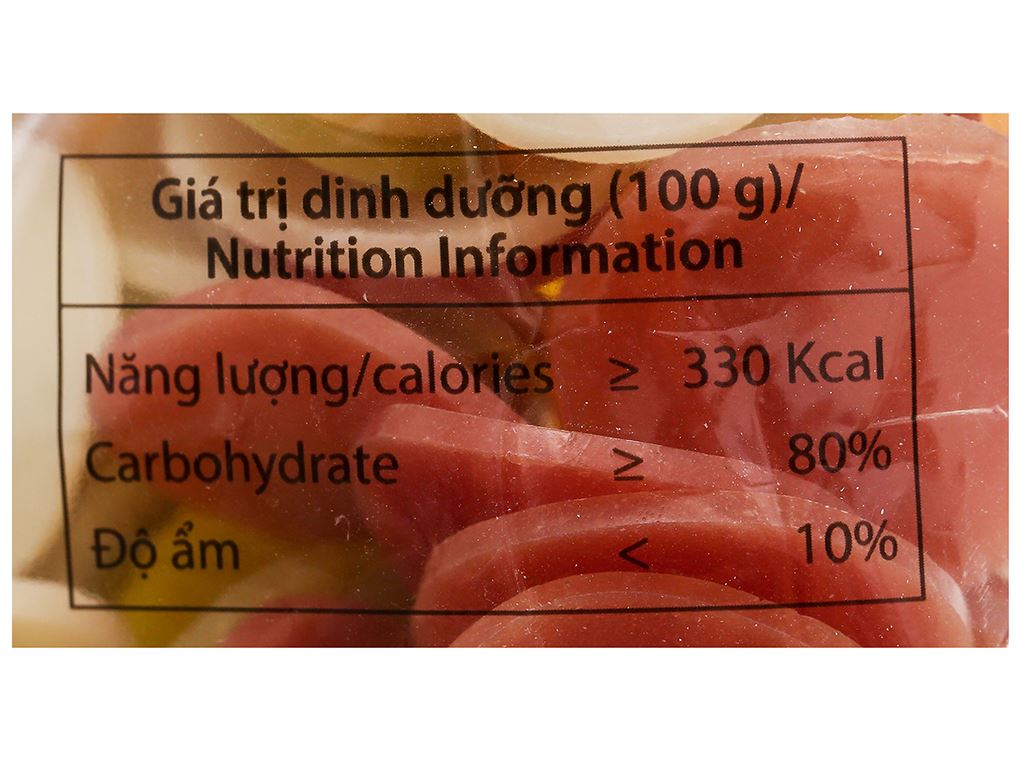 Giá trị dinh dưỡng (100 g)/
Nutrition Information
Năng lượng/calories ≥ 330 Kcal
Carbohydrate ≥ 80%
Độ ẩm < 10%